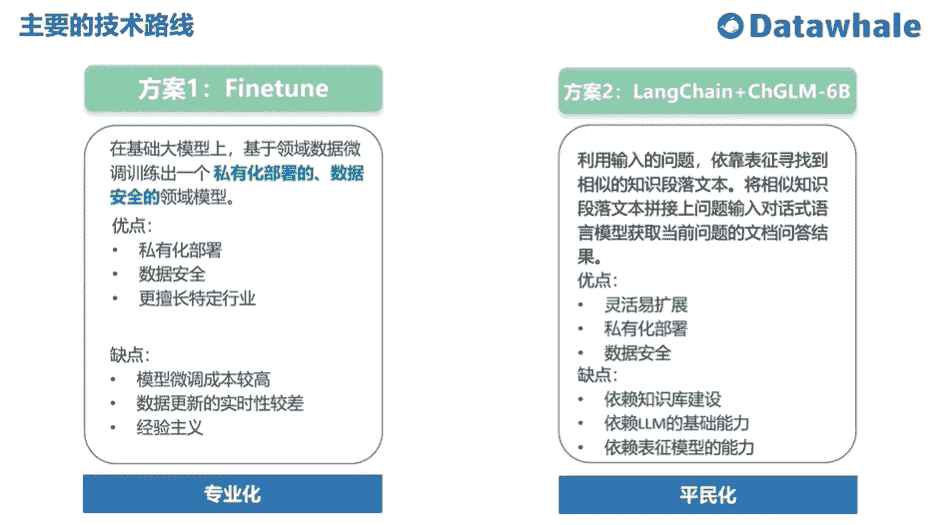 主要的技术路线
Datawhale
方案1：Finetune
在基础大模型上，基于领域数据微
调训练出一个 私有化部署的、数据
安全的领域模型。
优点：
• 私有化部署
• 数据安全
• 更擅长特定行业
缺点：
• 模型微调成本较高
• 数据更新的实时性较差
• 经验主义
专业化
方案2：LangChain+ChGLM-6B
利用输入的问题，依靠表征寻找到
相似的知识段落文本。将相似知识
段落文本拼接上问题输入对话式语
言模型获取当前问题的文档问答结
果。
优点：
• 灵活易扩展
• 私有化部署
• 数据安全
缺点：
• 依赖知识库建设
• 依赖LLM的基础能力
• 依赖表征模型的能力
平民化